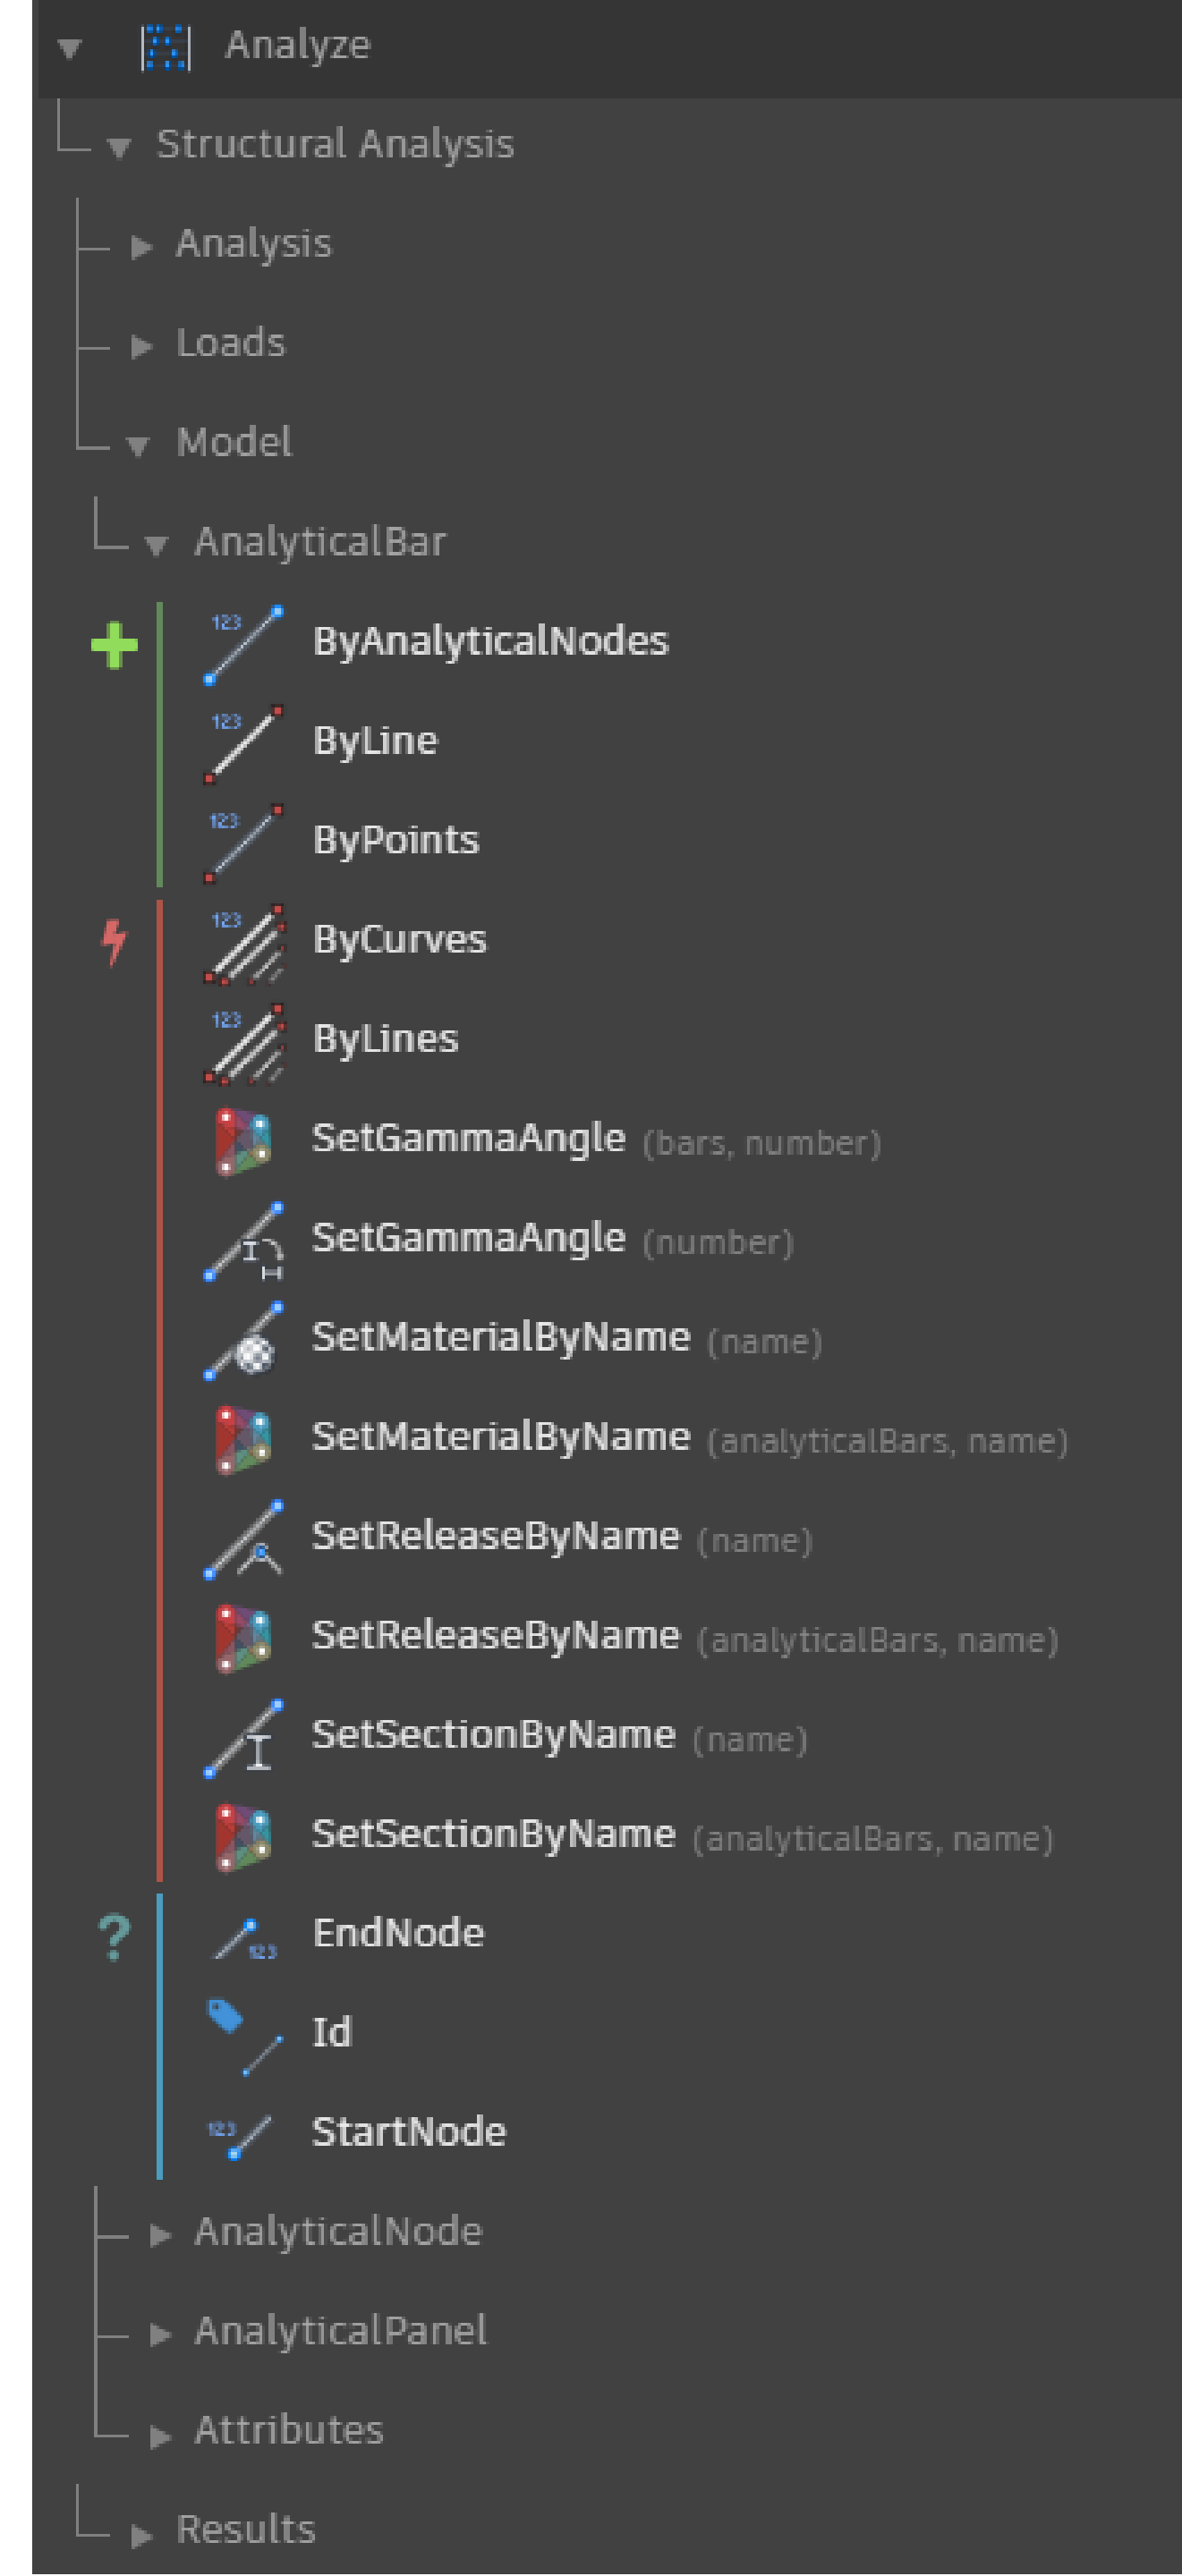 Analyze
Structural Analysis
Analysis
Loads
Model
AnalyticalBar
123 ByAnalyticalNodes
123 ByLine
123 ByPoints
123 ByCurves
123 ByLines
SetGammaAngle (bars, number)
SetGammaAngle (number)
SetMaterialByName (name)
SetMaterialByName (analyticalBars, name)
SetReleaseByName (name)
SetReleaseByName (analyticalBars, name)
SetSectionByName (name)
SetSectionByName (analyticalBars, name)
? 123 EndNode
Id
123 StartNode
AnalyticalNode
AnalyticalPanel
Attributes
Results